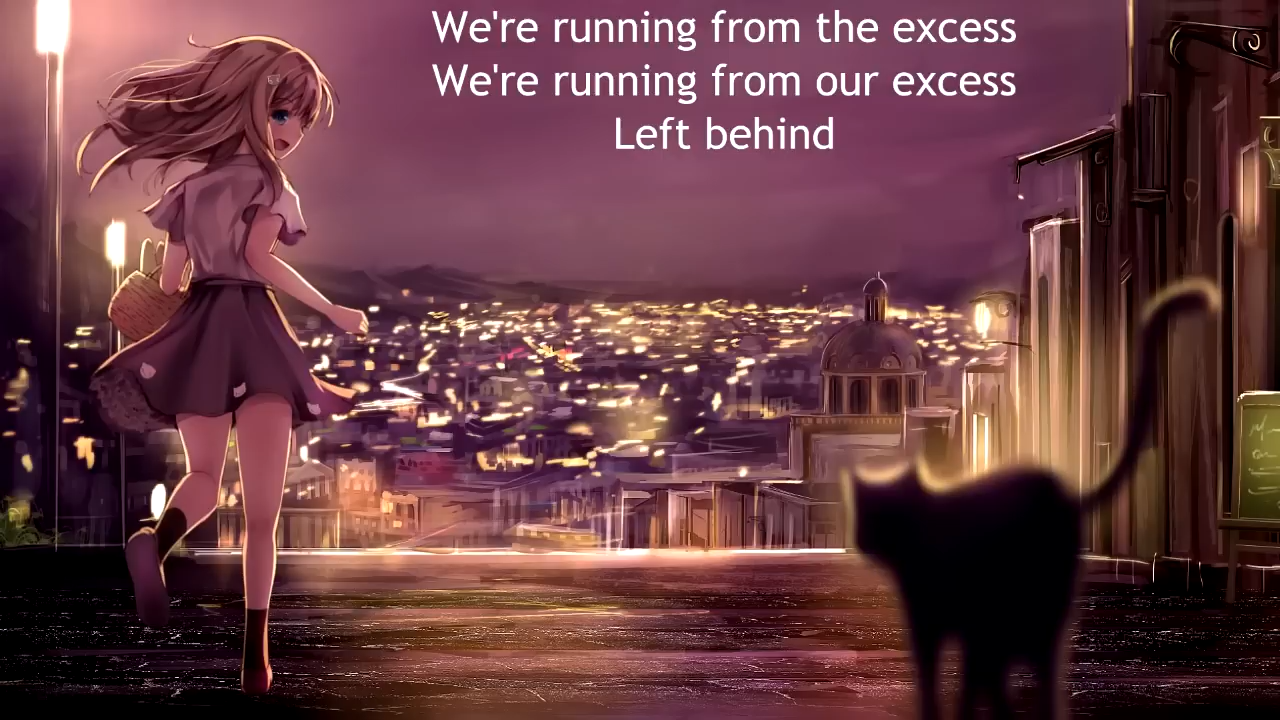 We're running from the excess
We're running from our excess
Left behind